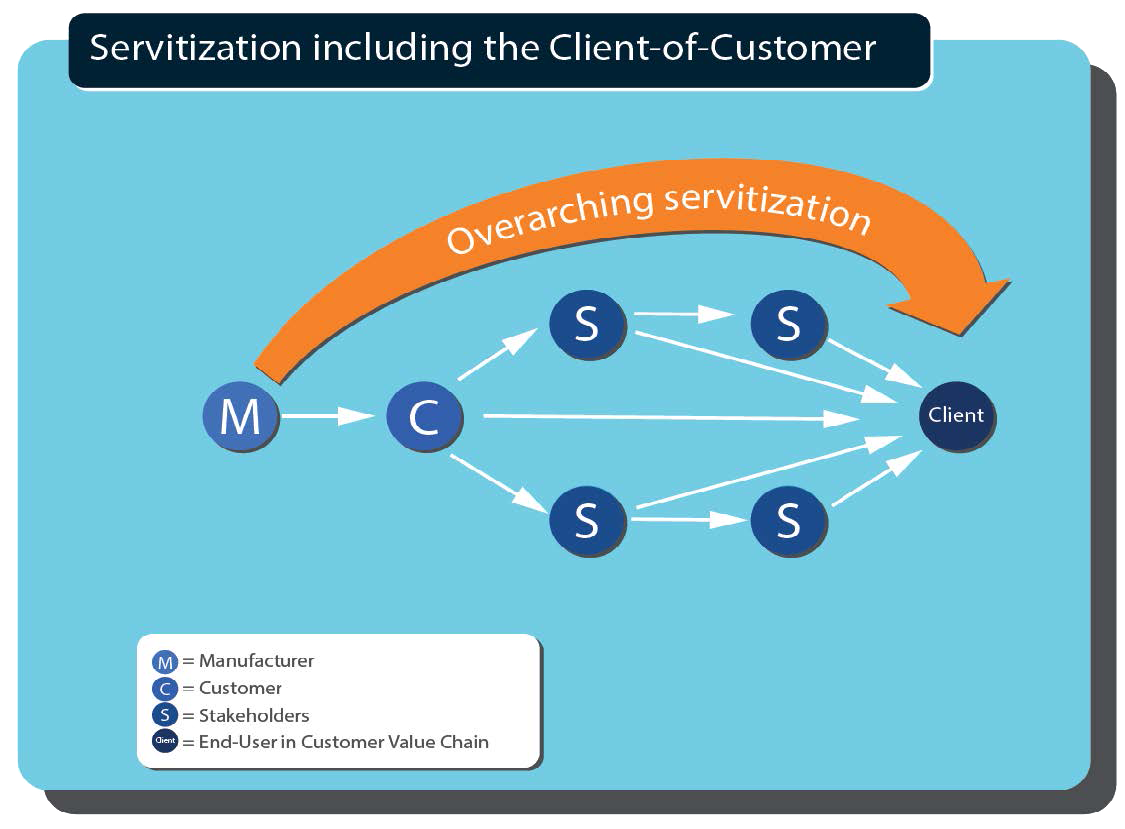 Servitization including the Client-of-Customer
Overarching servitization
S
S
M
C
Client
S
S
M = Manufacturer
C = Customer
S = Stakeholders
Client = End-User in Customer Value Chain